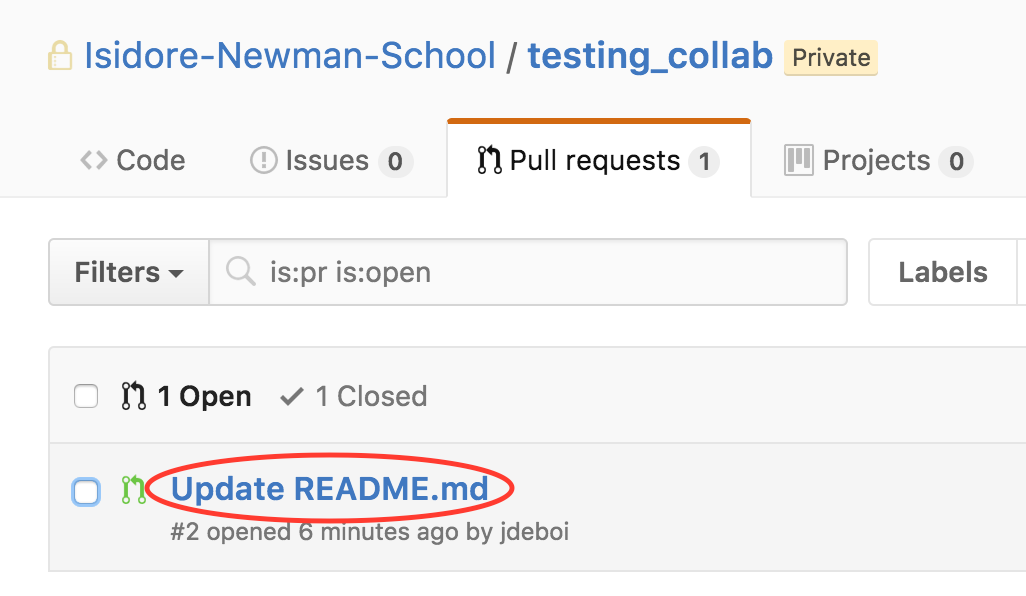 Isidore-Newman-School / testing_collab Private
Code Issues 0 Pull requests 1 Projects 0
Filters is:pr is:open Labels
1 Open 1 Closed
Update README.md
#2 opened 6 minutes ago by jdeboi